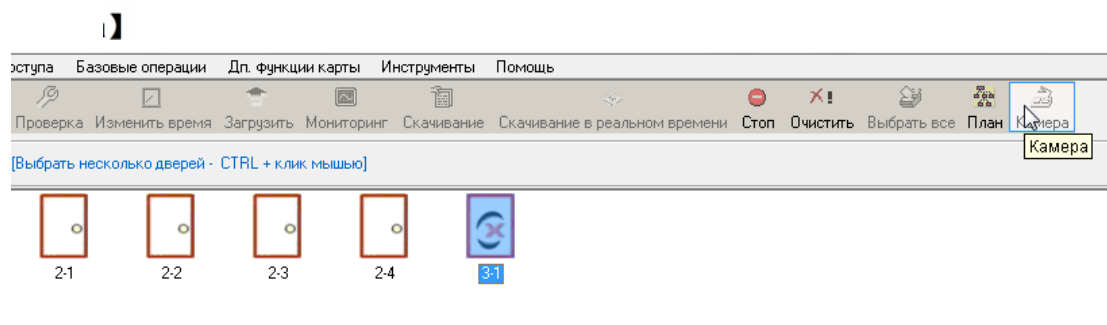 】
оступа Базовые операции Дп. функции карты Инструменты Помощь
Проверка Изменить время Загрузить Мониторинг Скачивание Скачивание в реальном времени Стоп Очистить Выбрать все План Камера
Камера
[Выбрать несколько дверей - CTRL + клик мышью]
2-1 2-2 2-3 2-4 3-1